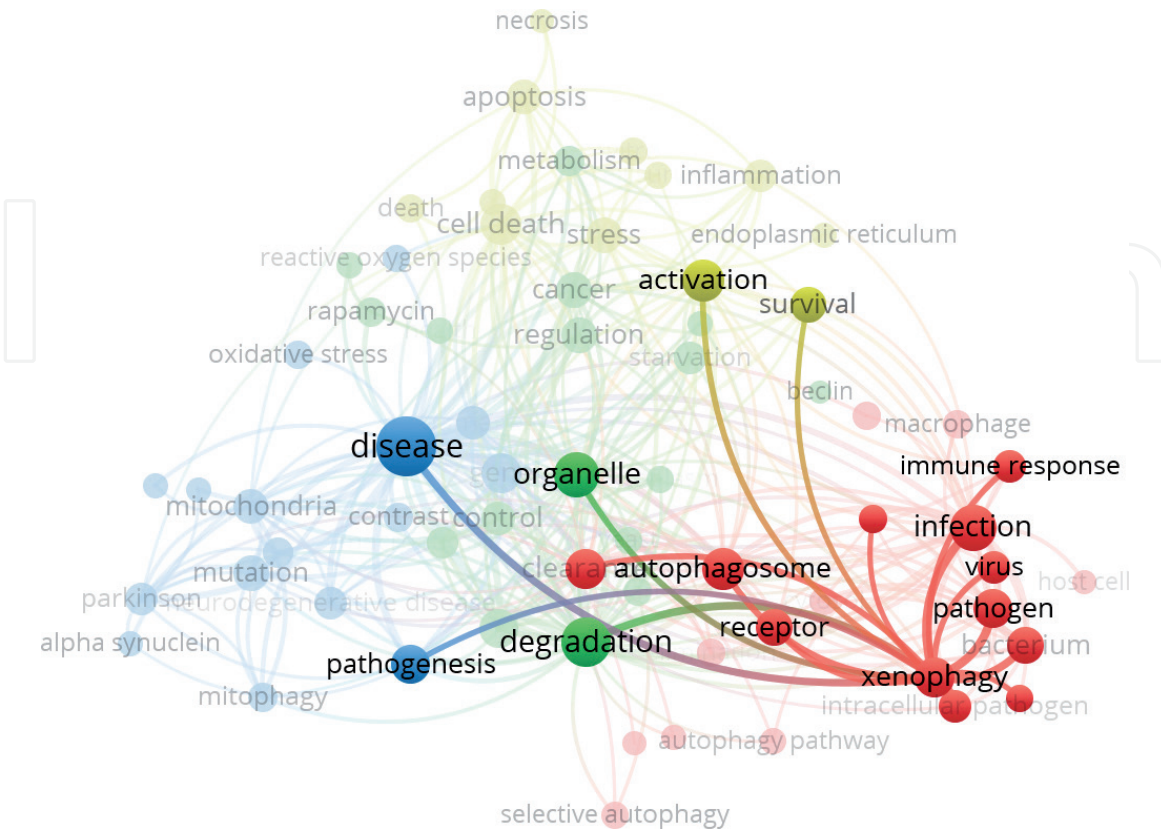 necrosis
apoptosis
metabolism
inflammation
death
cell death
stress
endoplasmic reticulum
reactive oxygen species
activation
cancer
survival
rapamycin
regulation
oxidative stress
starvation
beclin
macrophage
disease
immune response
organelle
mitochondria
contrast
control
infection
virus
mutation
autophagosome
host cell
parkinson
neurodegenerative disease
pathogen
receptor
alpha synuclein
degradation
bacterium
pathogenesis
xenophagy
mitophagy
intracellular pathogen
autophagy pathway
selective autophagy